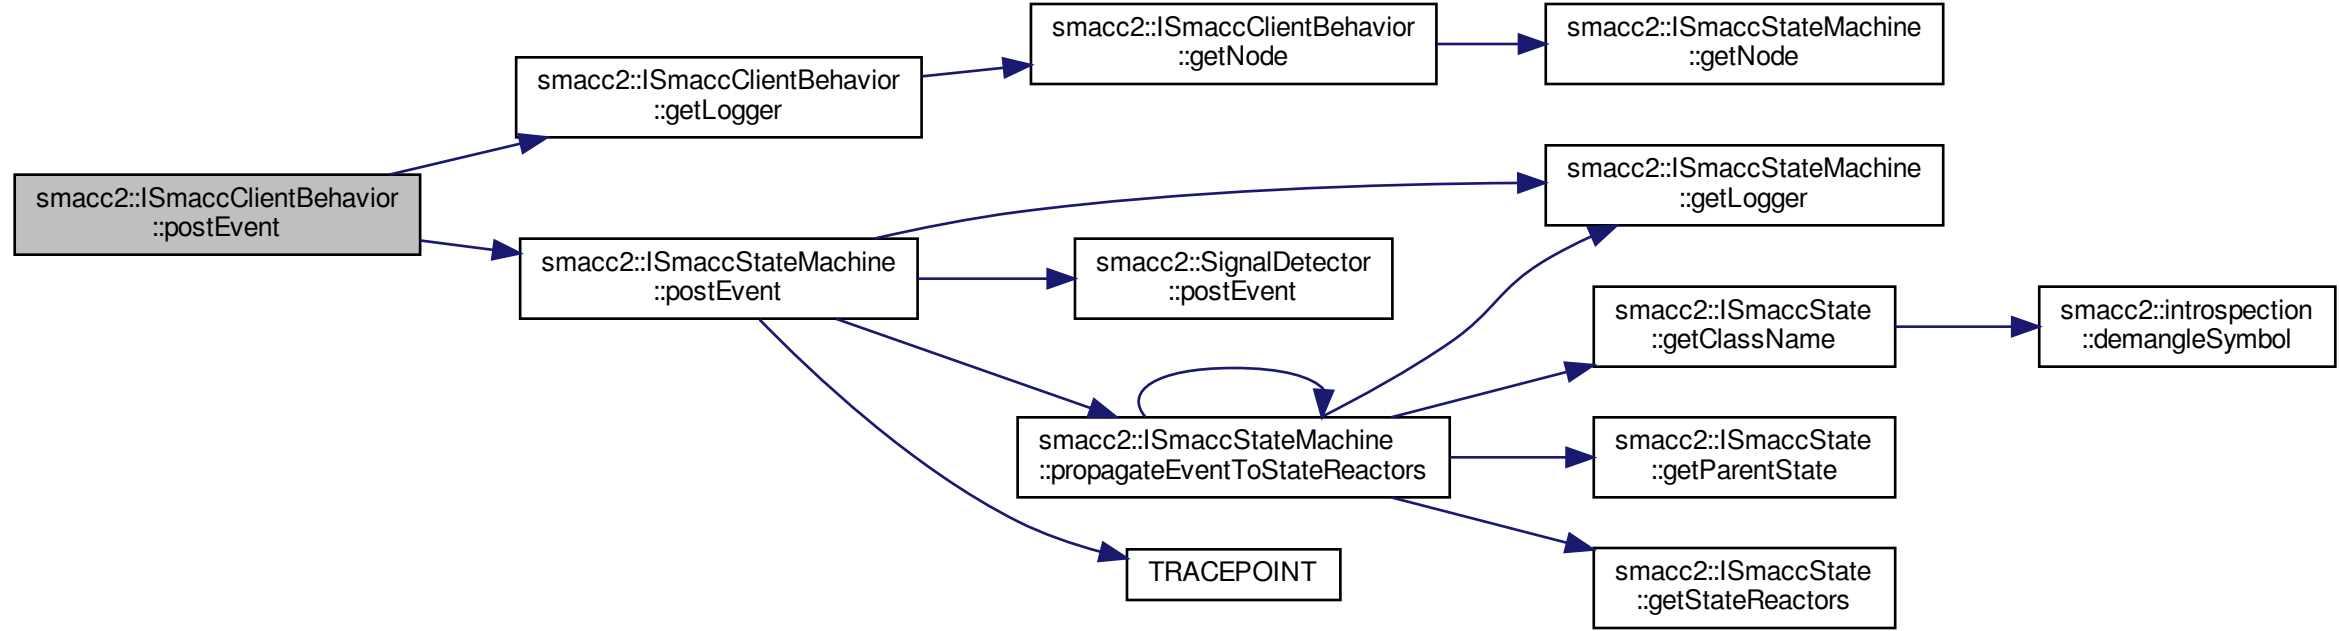 smacc2::ISmaccClientBehavior
::postEvent
smacc2::ISmaccClientBehavior
::getLogger
smacc2::ISmaccClientBehavior
::getNode
smacc2::ISmaccStateMachine
::getNode
smacc2::ISmaccStateMachine
::postEvent
smacc2::ISmaccStateMachine
::getLogger
smacc2::SignalDetector
::postEvent
smacc2::ISmaccStateMachine
::propagateEventToStateReactors
smacc2::ISmaccState
::getClassName
smacc2::introspection
::demangleSymbol
smacc2::ISmaccState
::getParentState
smacc2::ISmaccState
::getStateReactors
TRACEPOINT